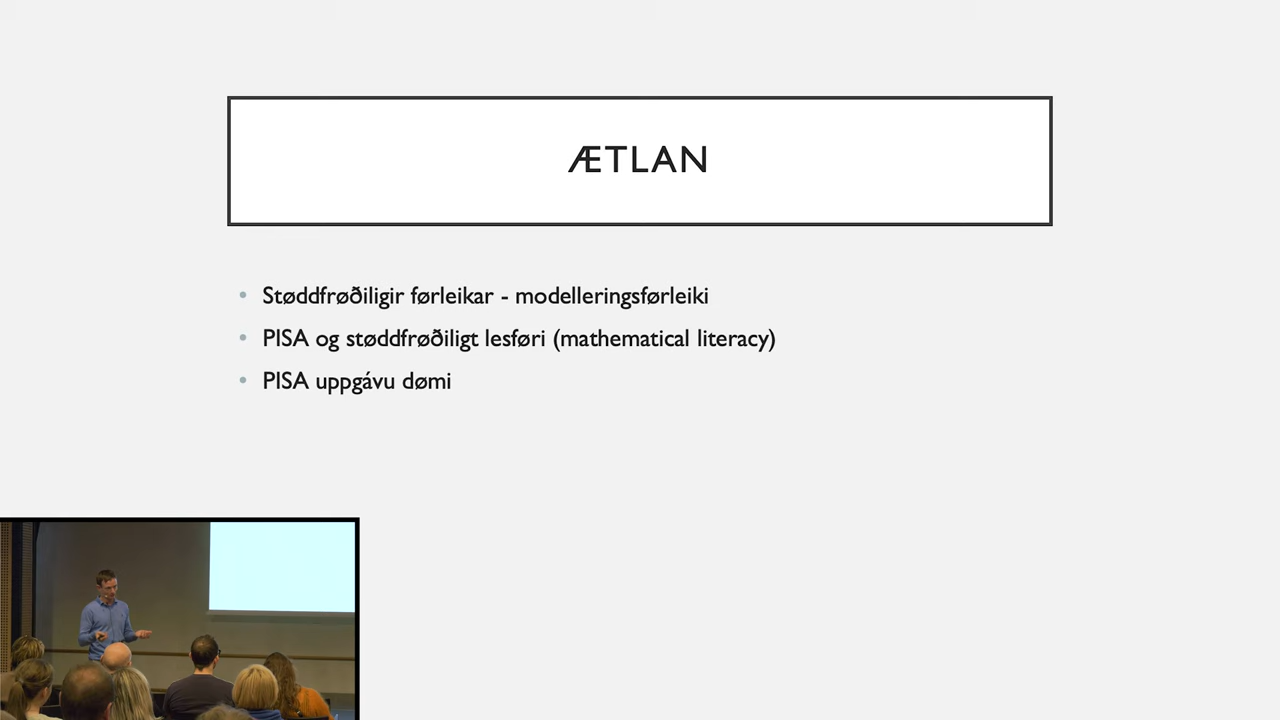 ÆTLAN
• Støddfrøðiligir førleikar - modelleringsførleiki
• PISA og støddfrøðiligt lesføri (mathematical literacy)
• PISA uppgávu dømi